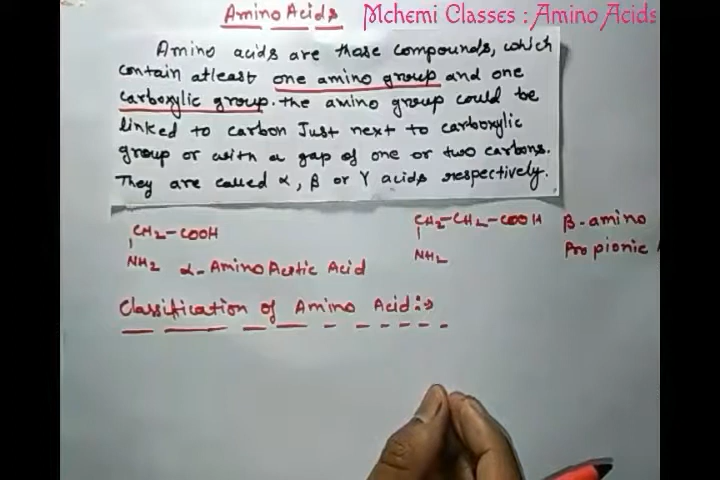 Amino Acids
Mchemi Classes : Amino Acids
Amino acids are those compounds, which
contain atleast one amino group and one
carboxylic group. The amino group could be
linked to carbon Just next to carboxylic
group or with a gap of one or two carbons.
They are called α, β or γ acids respectively.
CH2-COOH
NH2 α-Amino Acetic Acid
CH2-CH2-COOH β-amino
NH2 Propionic
Classification of Amino Acid:→